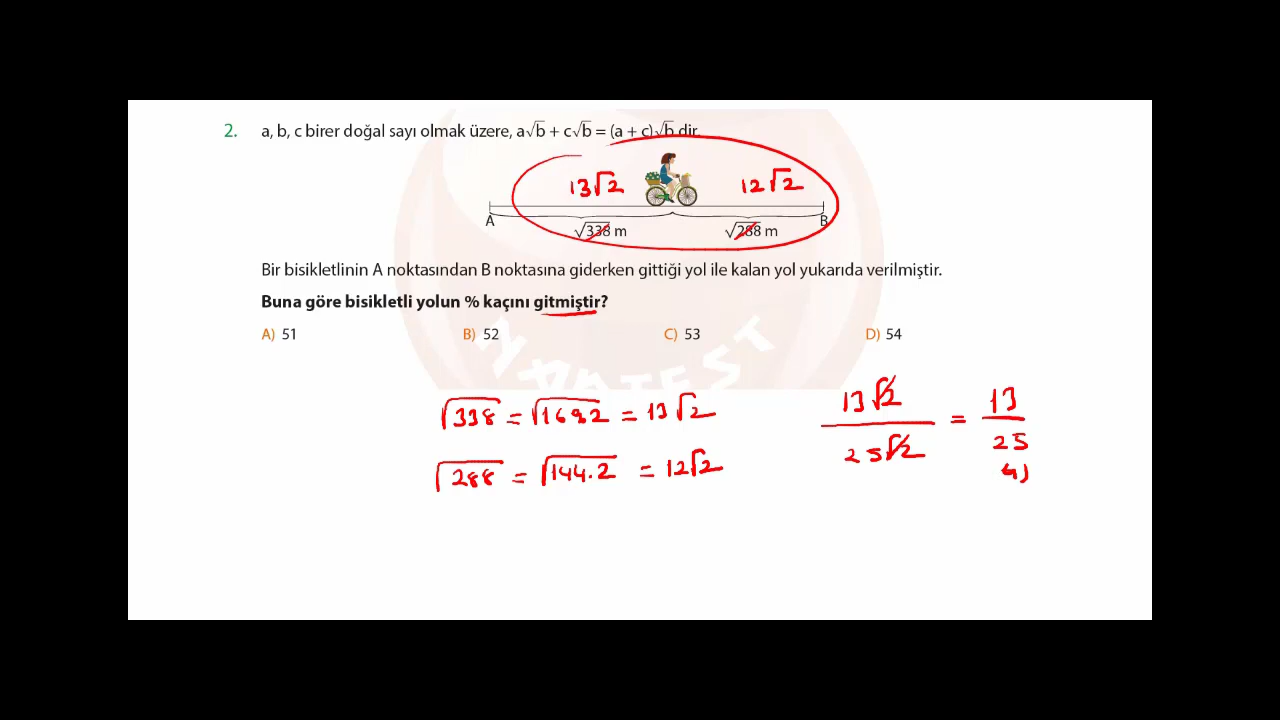 2. a, b, c birer doğal sayı olmak üzere, a√b + c√b = (a + c)√b dir.
13√2 12√2
A B
√338 m √288 m
Bir bisikletlinin A noktasından B noktasına giderken gittiği yol ile kalan yol yukarıda verilmiştir.
Buna göre bisikletli yolun % kaçını gitmiştir?
A) 51 B) 52 C) 53 D) 54
√338 = √169.2 = 13√2
√288 = √144.2 = 12√2
13√2 / 25√2 = 13 / 25
4)